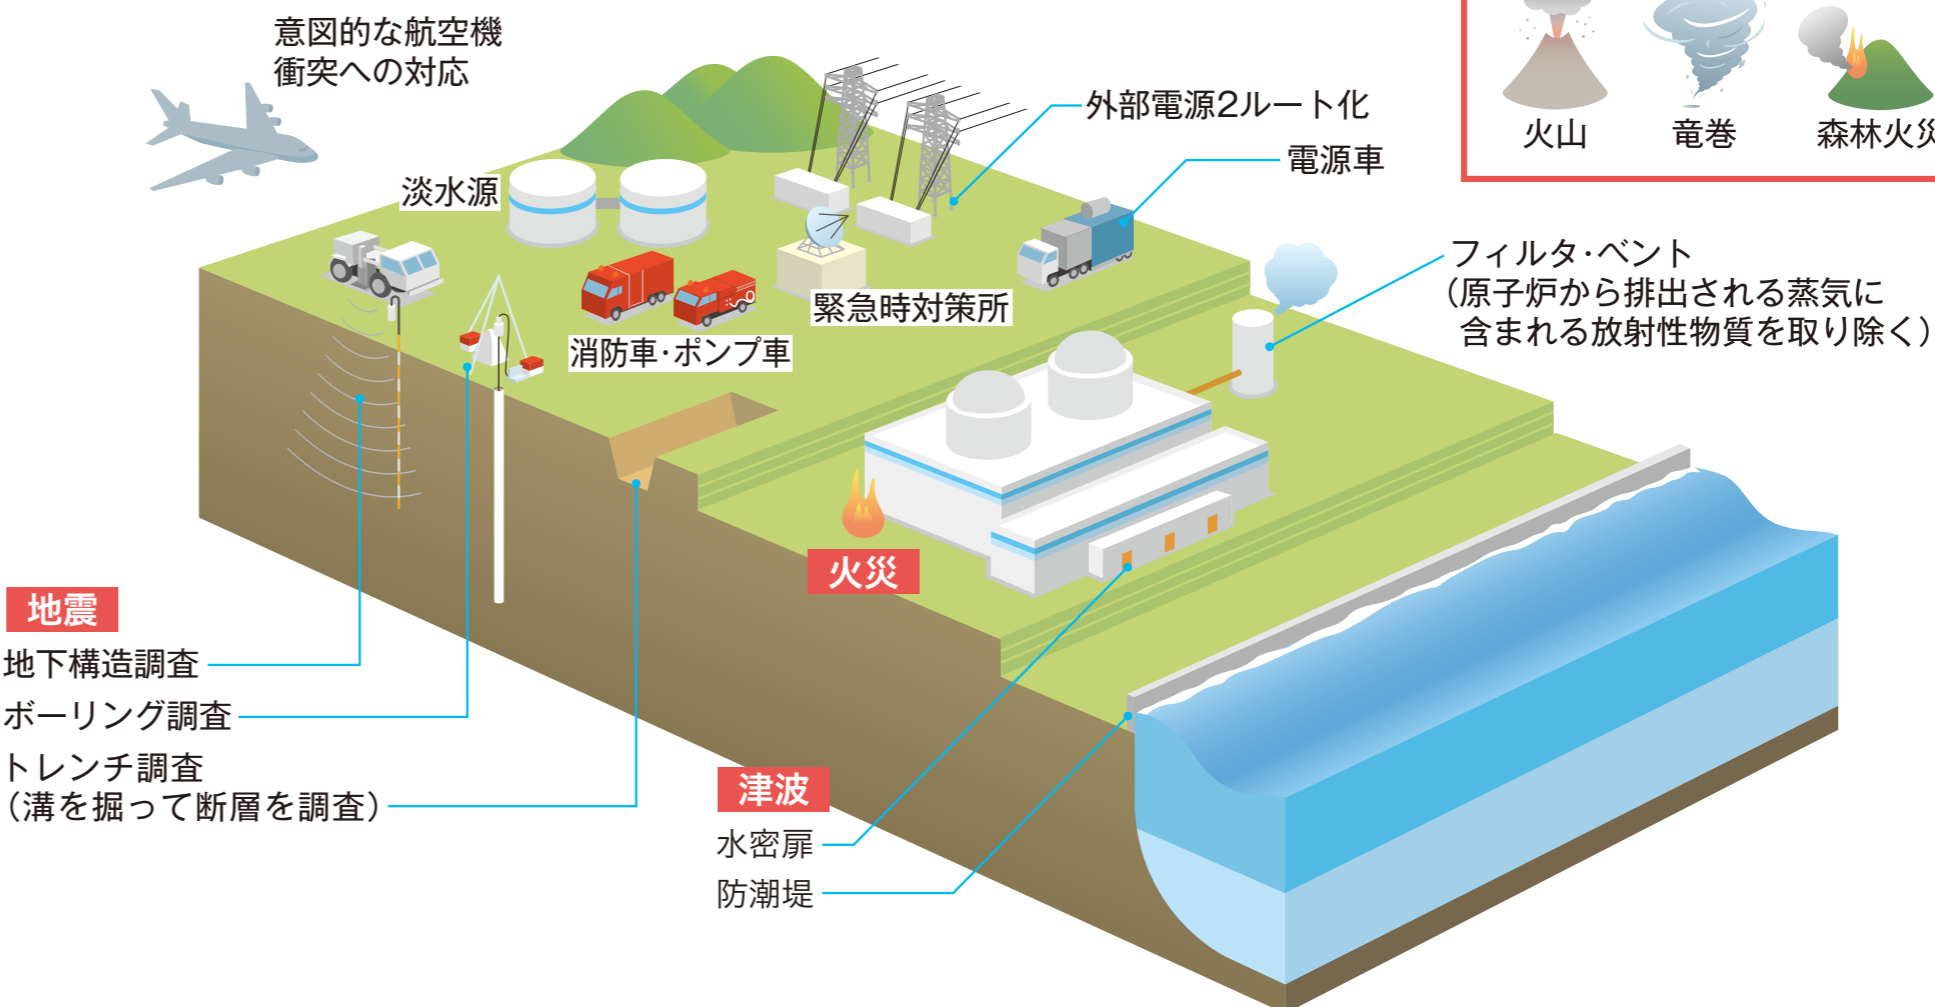 意図的な航空機
衝突への対応
外部電源2ルート化
電源車
火山
竜巻
森林火災
淡水源
フィルタ・ベント
（原子炉から排出される蒸気に
含まれる放射性物質を取り除く）
緊急時対策所
消防車・ポンプ車
火災
地震
地下構造調査
ボーリング調査
トレンチ調査
（溝を掘って断層を調査）
津波
水密扉
防潮堤